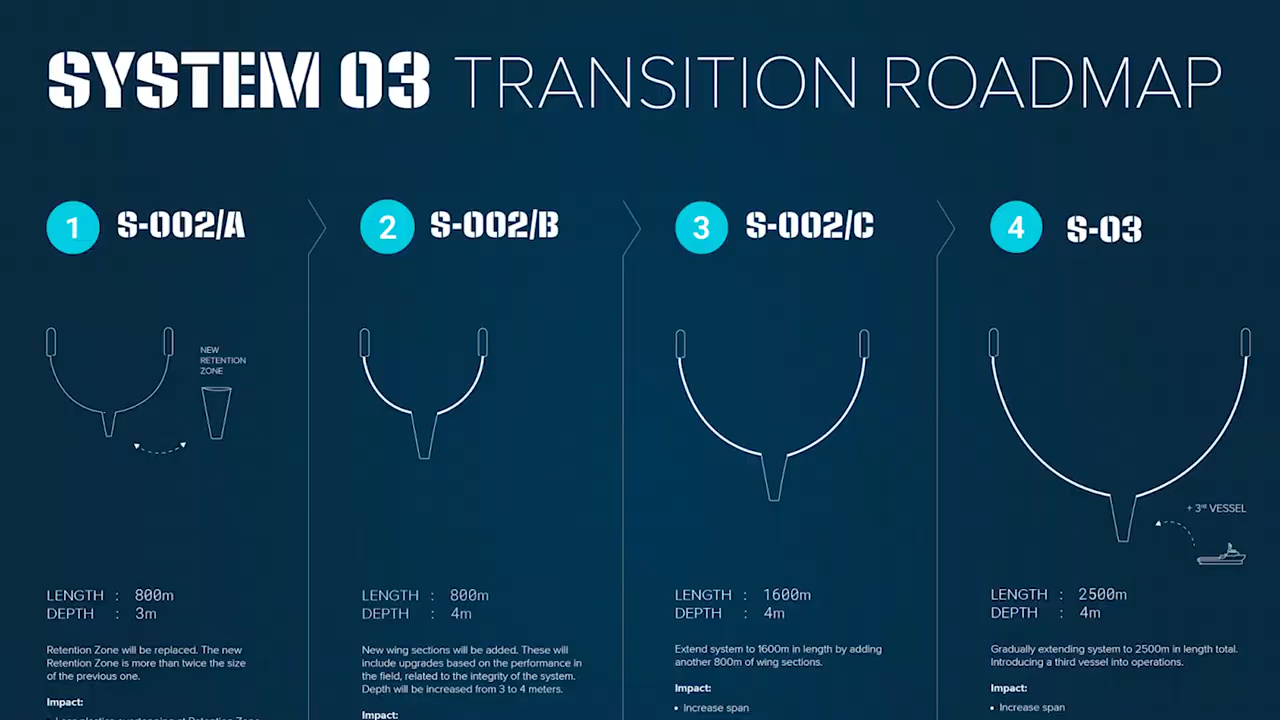 SYSTEM 03 TRANSITION ROADMAP
1 S-002/A
NEW
RETENTION
ZONE
LENGTH : 800m
DEPTH : 3m
Retention Zone will be replaced. The new
Retention Zone is more than twice the size
of the previous one.
Impact:
2 S-002/B
LENGTH : 800m
DEPTH : 4m
New wing sections will be added. These will
include upgrades based on the performance in
the field, related to the integrity of the system.
Depth will be increased from 3 to 4 meters.
Impact:
3 S-002/C
LENGTH : 1600m
DEPTH : 4m
Extend system to 1600m in length by adding
another 800m of wing sections.
Impact:
• Increase span
4 S-03
+ 3rd VESSEL
LENGTH : 2500m
DEPTH : 4m
Gradually extending system to 2500m in length total.
Introducing a third vessel into operations.
Impact:
• Increase span